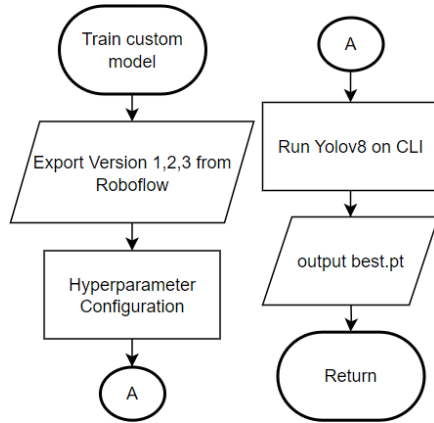 Train custom
model
Export Version 1,2,3 from
Roboflow
Hyperparameter
Configuration
A
A
Run Yolov8 on CLI
output best.pt
Return